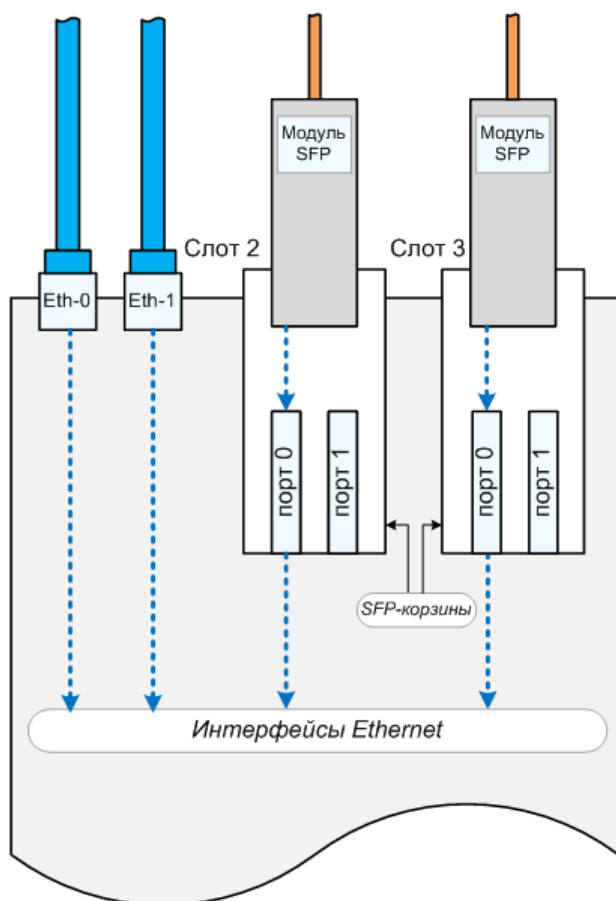 Модуль
SFP
Модуль
SFP
Слот 2
Слот 3
Eth-0
Eth-1
порт 0
порт 1
порт 0
порт 1
SFP-корзины
Интерфейсы Ethernet